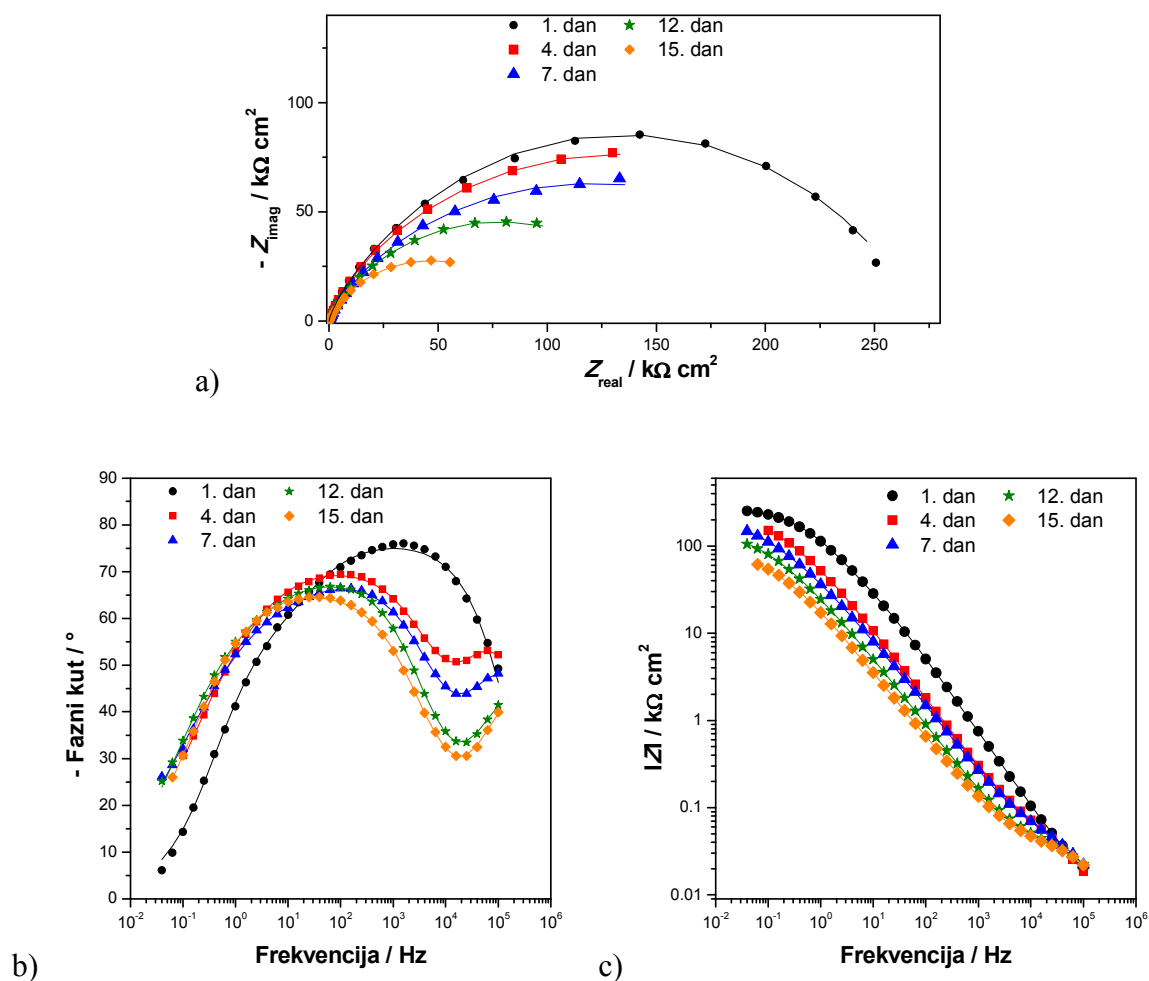 1. dan
12. dan
4. dan
15. dan
7. dan
- Z_imag / kΩ cm²
100
50
0
0
50
100
150
200
250
Z_real / kΩ cm²
a)
1. dan
12. dan
4. dan
15. dan
7. dan
- Fazni kut / °
90
80
70
60
50
40
30
20
10
0
10⁻²
10⁻¹
10⁰
10¹
10²
10³
10⁴
10⁵
10⁶
Frekvencija / Hz
b)
1. dan
12. dan
4. dan
15. dan
7. dan
IZI / kΩ cm²
100
10
1
0.1
0.01
10⁻²
10⁻¹
10⁰
10¹
10²
10³
10⁴
10⁵
10⁶
Frekvencija / Hz
c)